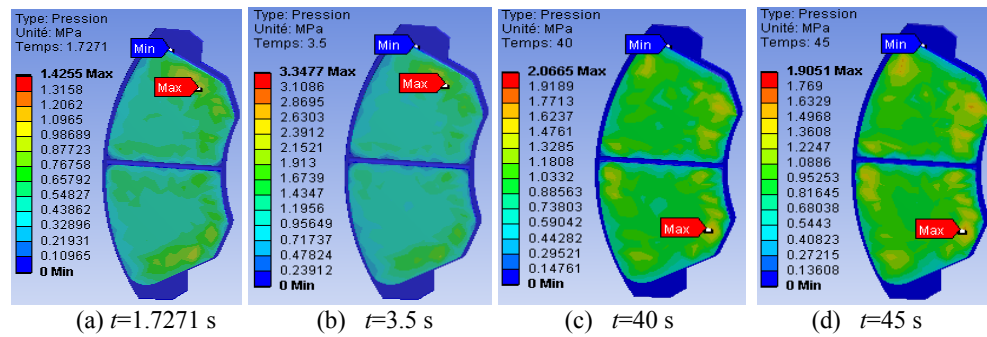 Type: Pression
Unité: MPa
Temps: 1.7271
Min
Max
1.4255 Max
1.3158
1.2062
1.0965
0.98689
0.87723
0.76758
0.65792
0.54827
0.43862
0.32896
0.21931
0.10965
0 Min
(a) t=1.7271 s
Type: Pression
Unité: MPa
Temps: 3.5
Min
Max
3.3477 Max
3.1086
2.8695
2.6303
2.3912
2.1521
1.913
1.6739
1.4347
1.1956
0.95649
0.71737
0.47824
0.23912
0 Min
(b) t=3.5 s
Type: Pression
Unité: MPa
Temps: 40
Min
2.0665 Max
1.9189
1.7713
1.6237
1.4761
1.3285
1.1808
1.0332
0.88563
0.73803
0.59042
0.44282
0.29521
0.14761
0 Min
Max
(c) t=40 s
Type: Pression
Unité: MPa
Temps: 45
Min
1.9051 Max
1.769
1.6329
1.4968
1.3608
1.2247
1.0886
0.95253
0.81645
0.68038
0.5443
0.40823
0.27215
0.13608
0 Min
Max
(d) t=45 s